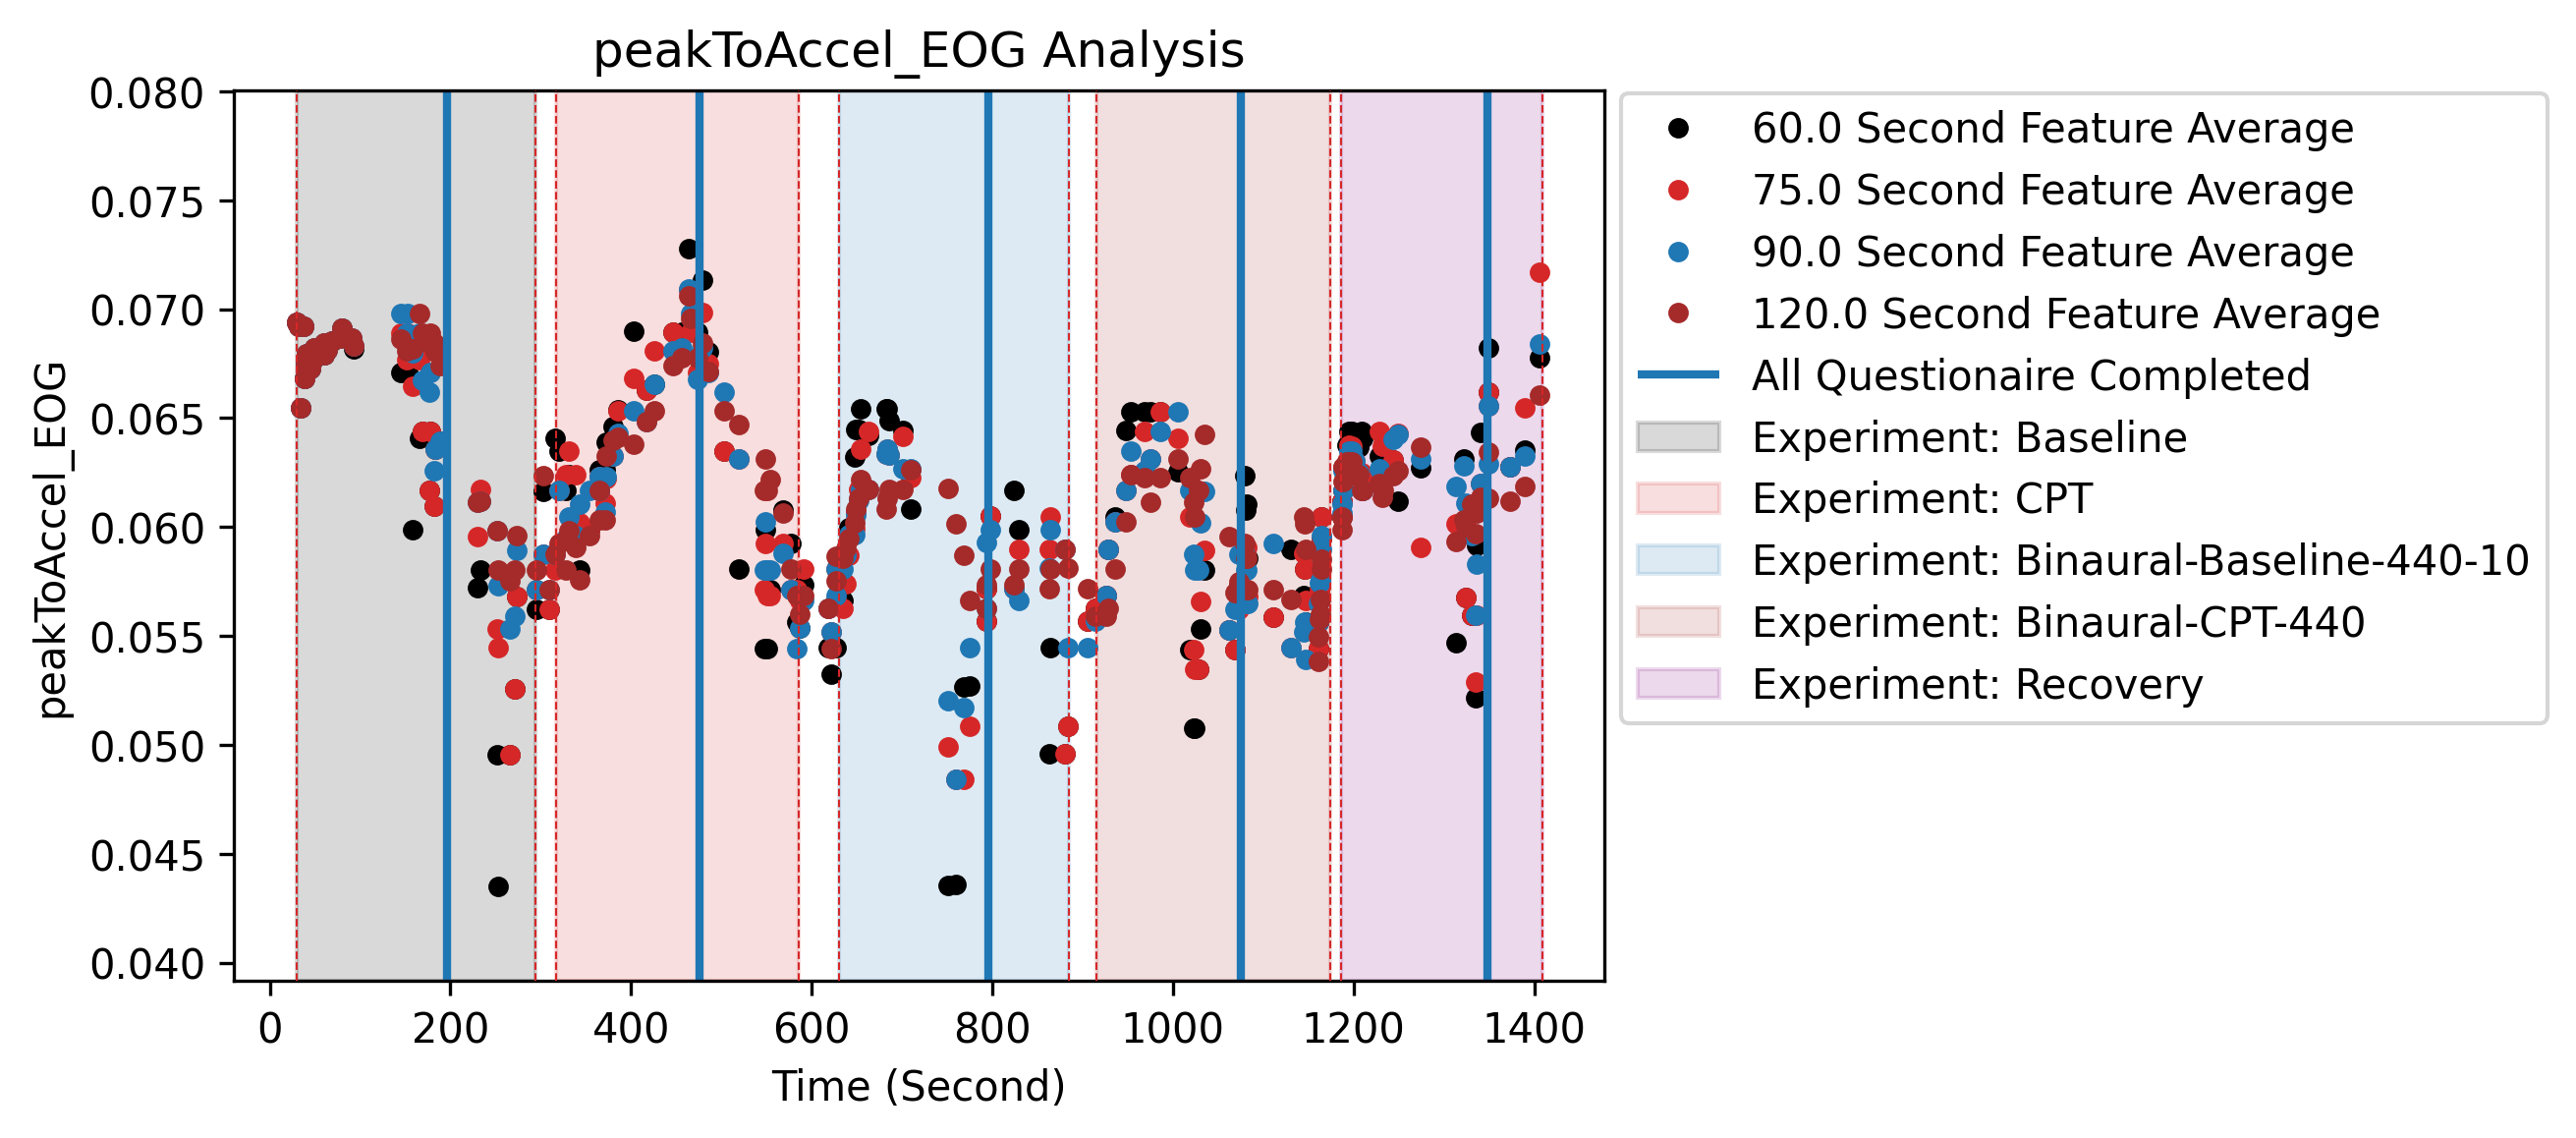 peakToAccel_EOG Analysis
peakToAccel_EOG
0.080
0.075
0.070
0.065
0.060
0.055
0.050
0.045
0.040
0 200 400 600 800 1000 1200 1400
Time (Second)
60.0 Second Feature Average
75.0 Second Feature Average
90.0 Second Feature Average
120.0 Second Feature Average
All Questionaire Completed
Experiment: Baseline
Experiment: CPT
Experiment: Binaural-Baseline-440-10
Experiment: Binaural-CPT-440
Experiment: Recovery